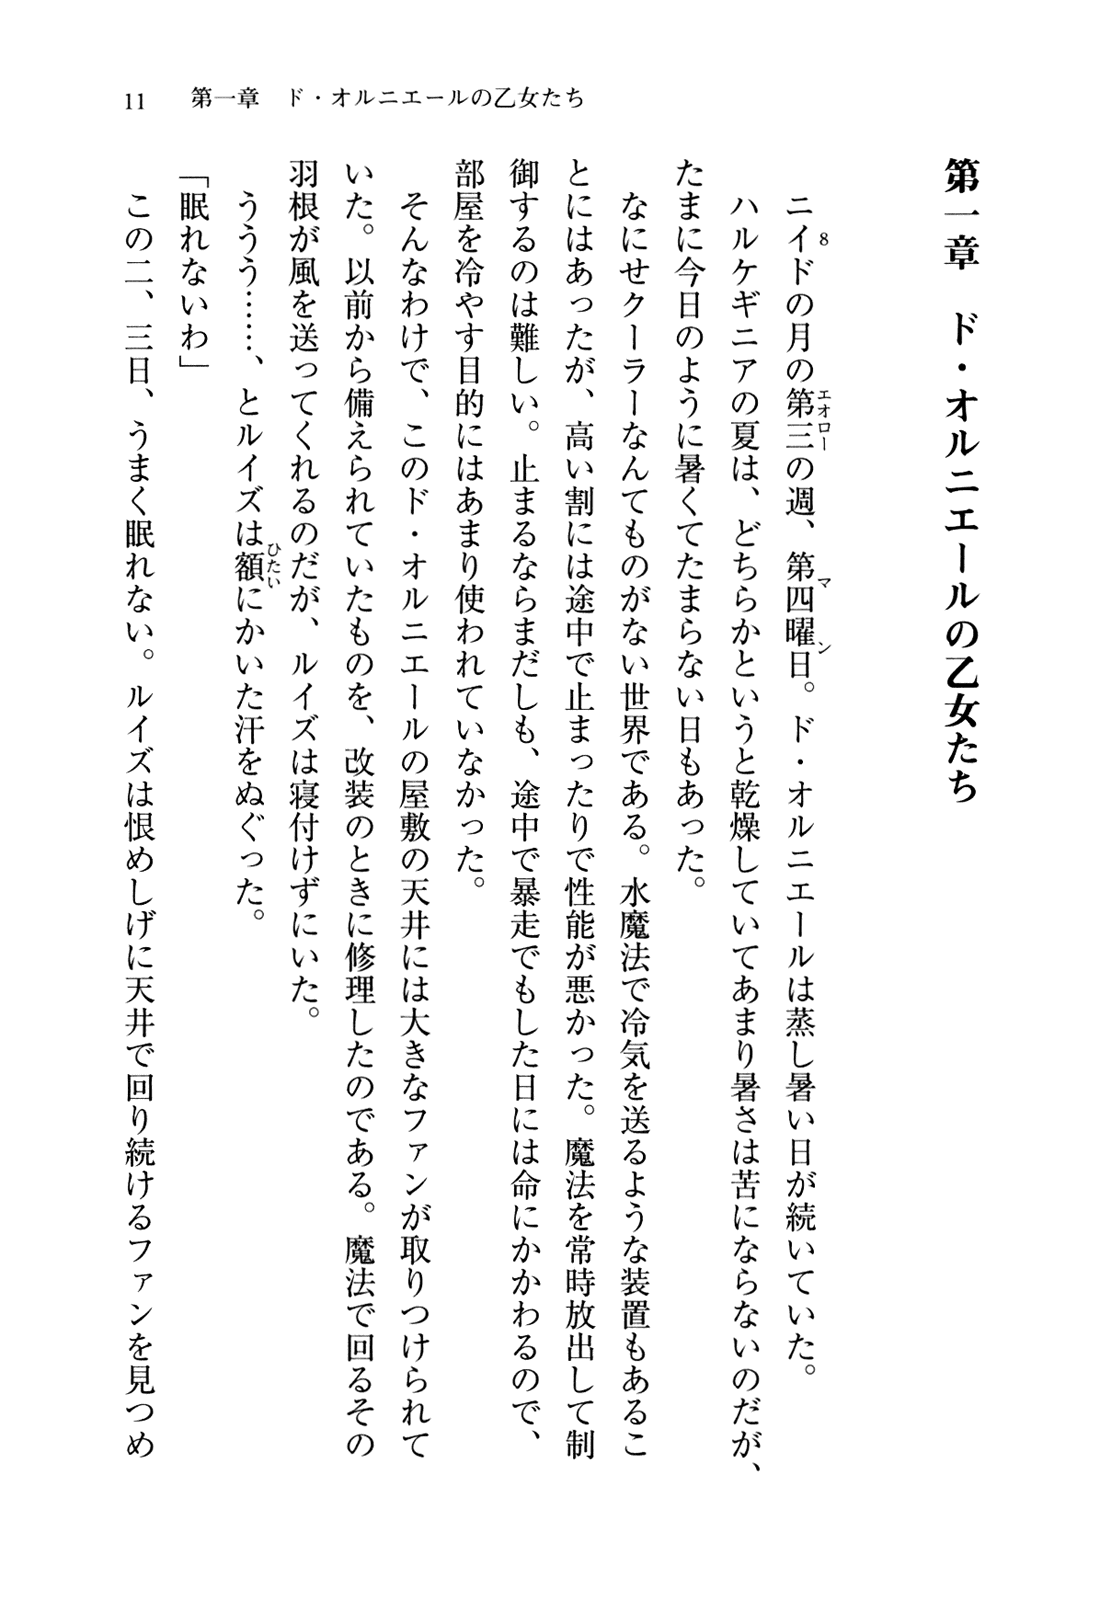 11 第一章 ド・オルニエールの乙女たち
第一章 ド・オルニエールの乙女たち
ニイドの月の第三の週、第四曜日。ド・オルニエールは蒸し暑い日が続いていた。
8 エオロー マン
ハルケギニアの夏は、どちらかというと乾燥していてあまり暑さは苦にならないのだが、
たまに今日のように暑くてたまらない日もあった。
なにせクーラーなんてものがない世界である。水魔法で冷気を送るような装置もあるこ
とにはあったが、高い割には途中で止まったりで性能が悪かった。魔法を常時放出して制
御するのは難しい。止まるならまだしも、途中で暴走でもした日には命にかかわるので、
部屋を冷やす目的にはあまり使われていなかった。
そんなわけで、このド・オルニエールの屋敷の天井には大きなファンが取りつけられて
いた。以前から備えられていたものを、改装のときに修理したのである。魔法で回るその
羽根が風を送ってくれるのだが、ルイズは寝付けずにいた。
ううう……、とルイズは額にかいた汗をぬぐった。
ひたい
「眠れないわ」
この二、三日、うまく眠れない。ルイズは恨めしげに天井で回り続けるファンを見つめ